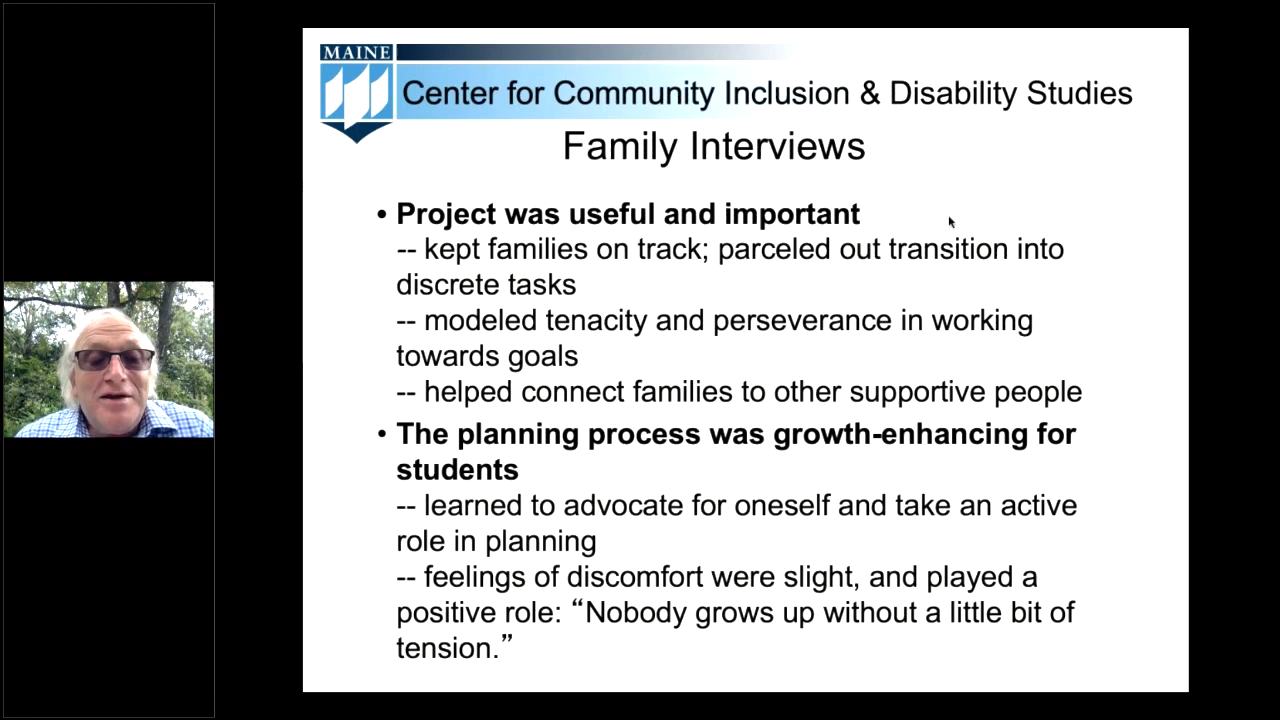 MAINE
Center for Community Inclusion & Disability Studies
Family Interviews
• Project was useful and important
-- kept families on track; parceled out transition into
discrete tasks
-- modeled tenacity and perseverance in working
towards goals
-- helped connect families to other supportive people
• The planning process was growth-enhancing for
students
-- learned to advocate for oneself and take an active
role in planning
-- feelings of discomfort were slight, and played a
positive role: “Nobody grows up without a little bit of
tension.”